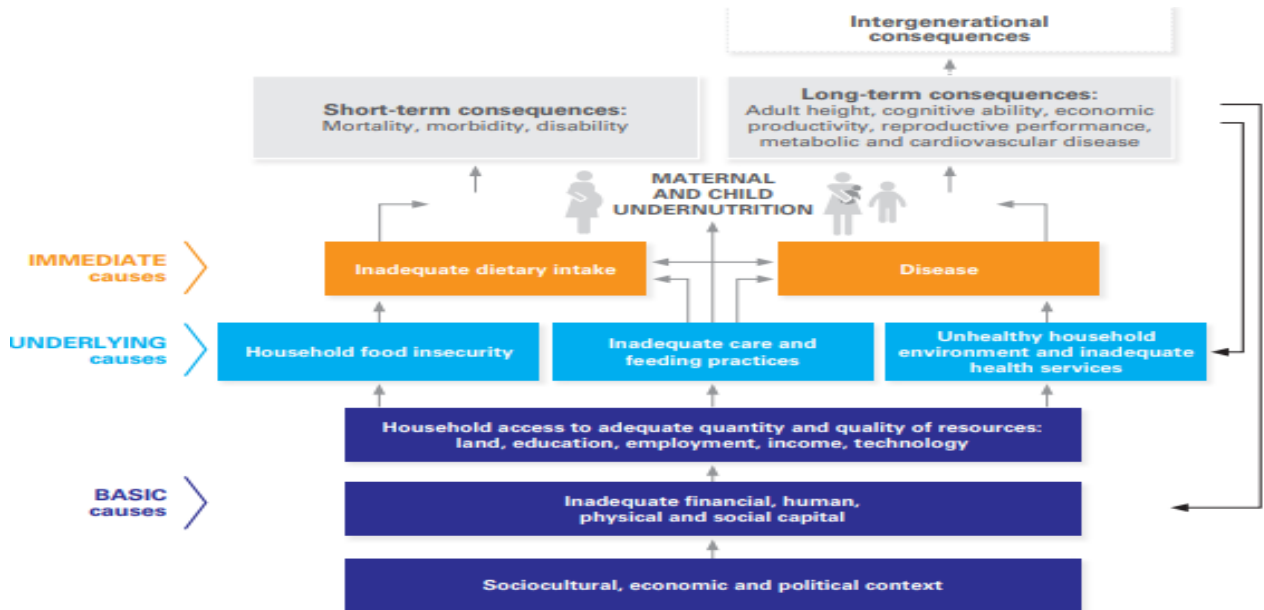 Intergenerational
consequences
Short-term consequences:
Mortality, morbidity, disability
Long-term consequences:
Adult height, cognitive ability, economic
productivity, reproductive performance,
metabolic and cardiovascular disease
MATERNAL
AND CHILD
UNDERNUTRITION
IMMEDIATE
causes
Inadequate dietary intake
Disease
UNDERLYING
causes
Household food insecurity
Inadequate care and
feeding practices
Unhealthy household
environment and inadequate
health services
Household access to adequate quantity and quality of resources:
land, education, employment, income, technology
BASIC
causes
Inadequate financial, human,
physical and social capital
Sociocultural, economic and political context